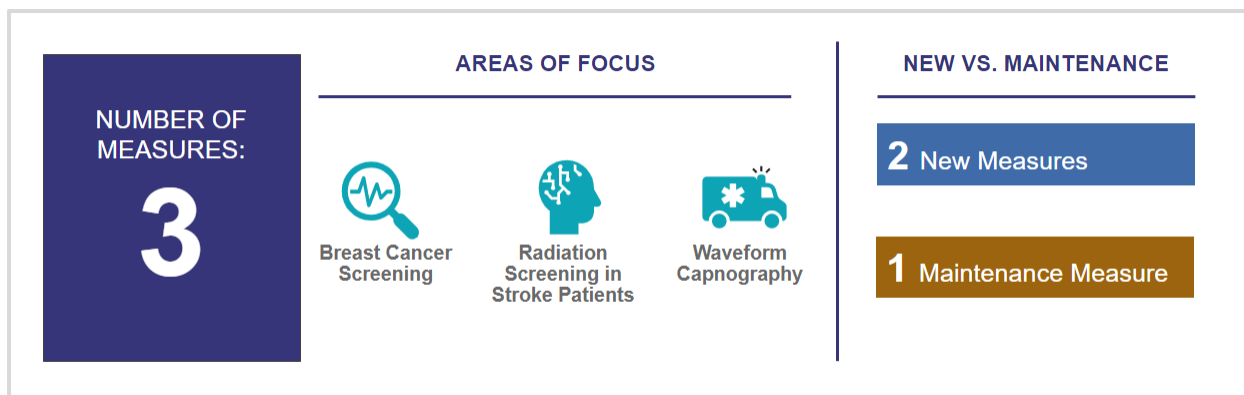 NUMBER OF
MEASURES:
3
AREAS OF FOCUS
Breast Cancer
Screening
Radiation
Screening in
Stroke Patients
Waveform
Capnography
NEW VS. MAINTENANCE
2 New Measures
1 Maintenance Measure